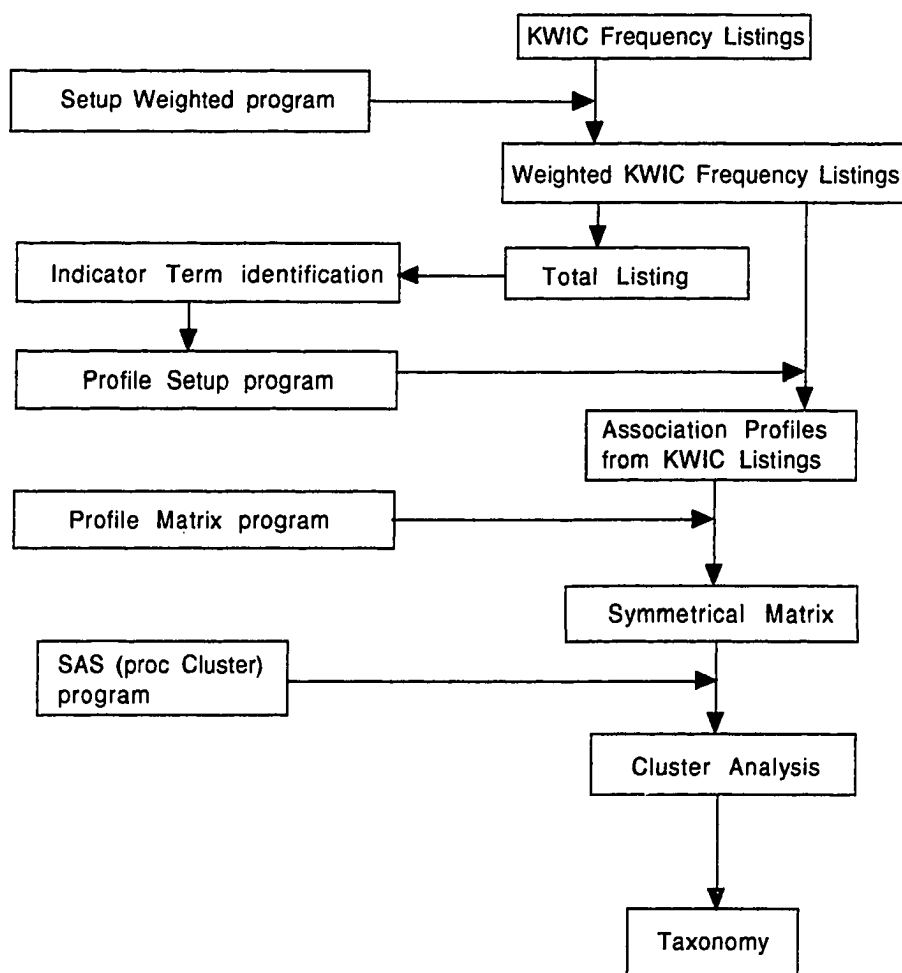 KWIC Frequency Listings
Setup Weighted program
Weighted KWIC Frequency Listings
Indicator Term identification
Total Listing
Profile Setup program
Association Profiles
from KWIC Listings
Profile Matrix program
Symmetrical Matrix
SAS (proc Cluster)
program
Cluster Analysis
Taxonomy